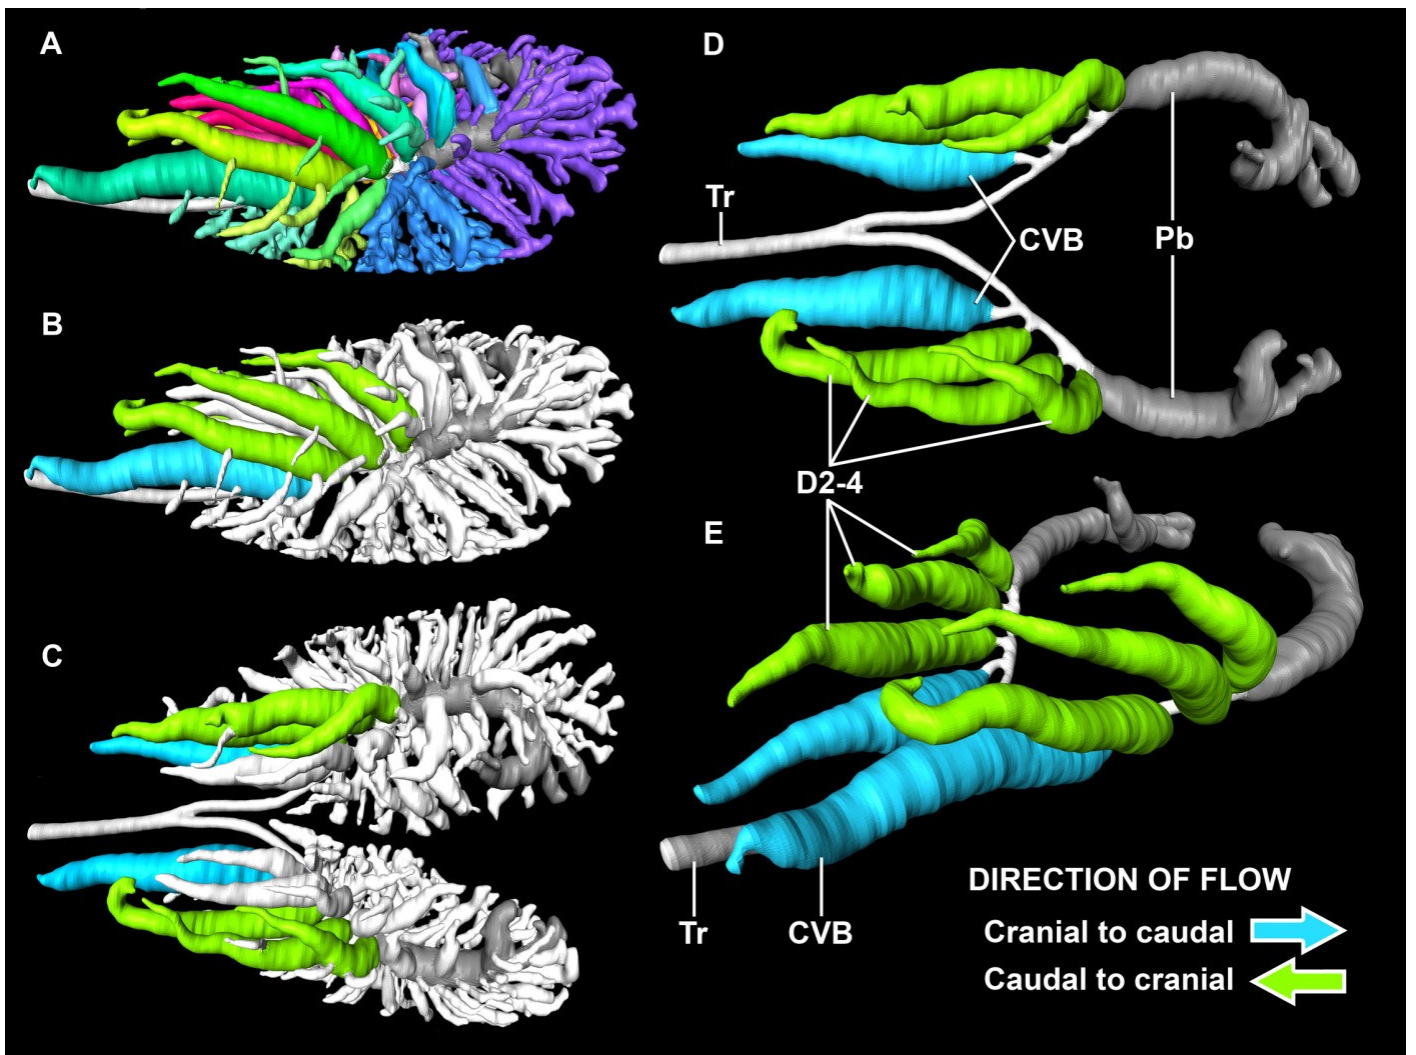 A
B
C
D
Tr
CVB
Pb
D2-4
E
Tr
CVB
DIRECTION OF FLOW
Cranial to caudal
Caudal to cranial